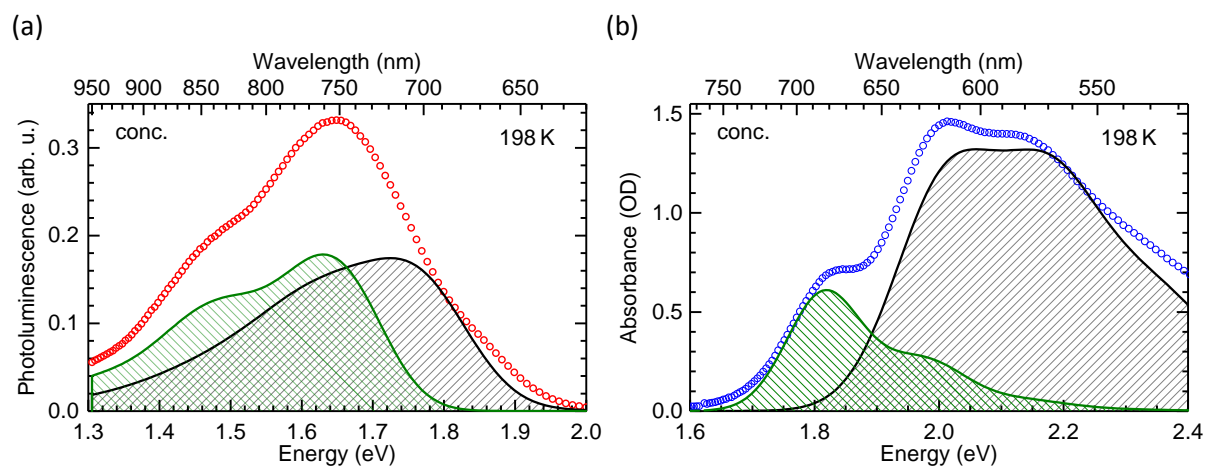 (a)
Wavelength (nm)
950 900 850 800 750 700 650
conc.
198 K
0.3
0.2
0.1
0.0
Photoluminescence (arb. u.)
1.3 1.4 1.5 1.6 1.7 1.8 1.9 2.0
Energy (eV)
(b)
Wavelength (nm)
750 700 650 600 550
conc.
198 K
1.5
1.0
0.5
0.0
Absorbance (OD)
1.6 1.8 2.0 2.2 2.4
Energy (eV)